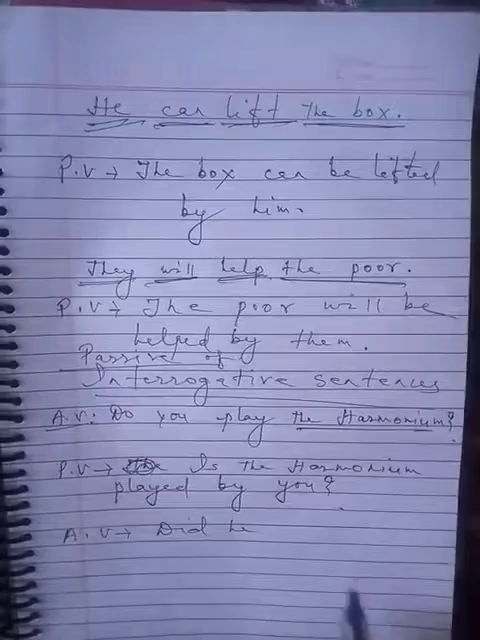 He can lift the box.
P.V → The box can be lifted
by him.
They will help the poor.
P.V → The poor will be
helped by them.
Passive of
Interrogative sentences
A.V: Do you play the Harmonium?
P.V → Is the Harmonium
played by you?
A.V → Did he